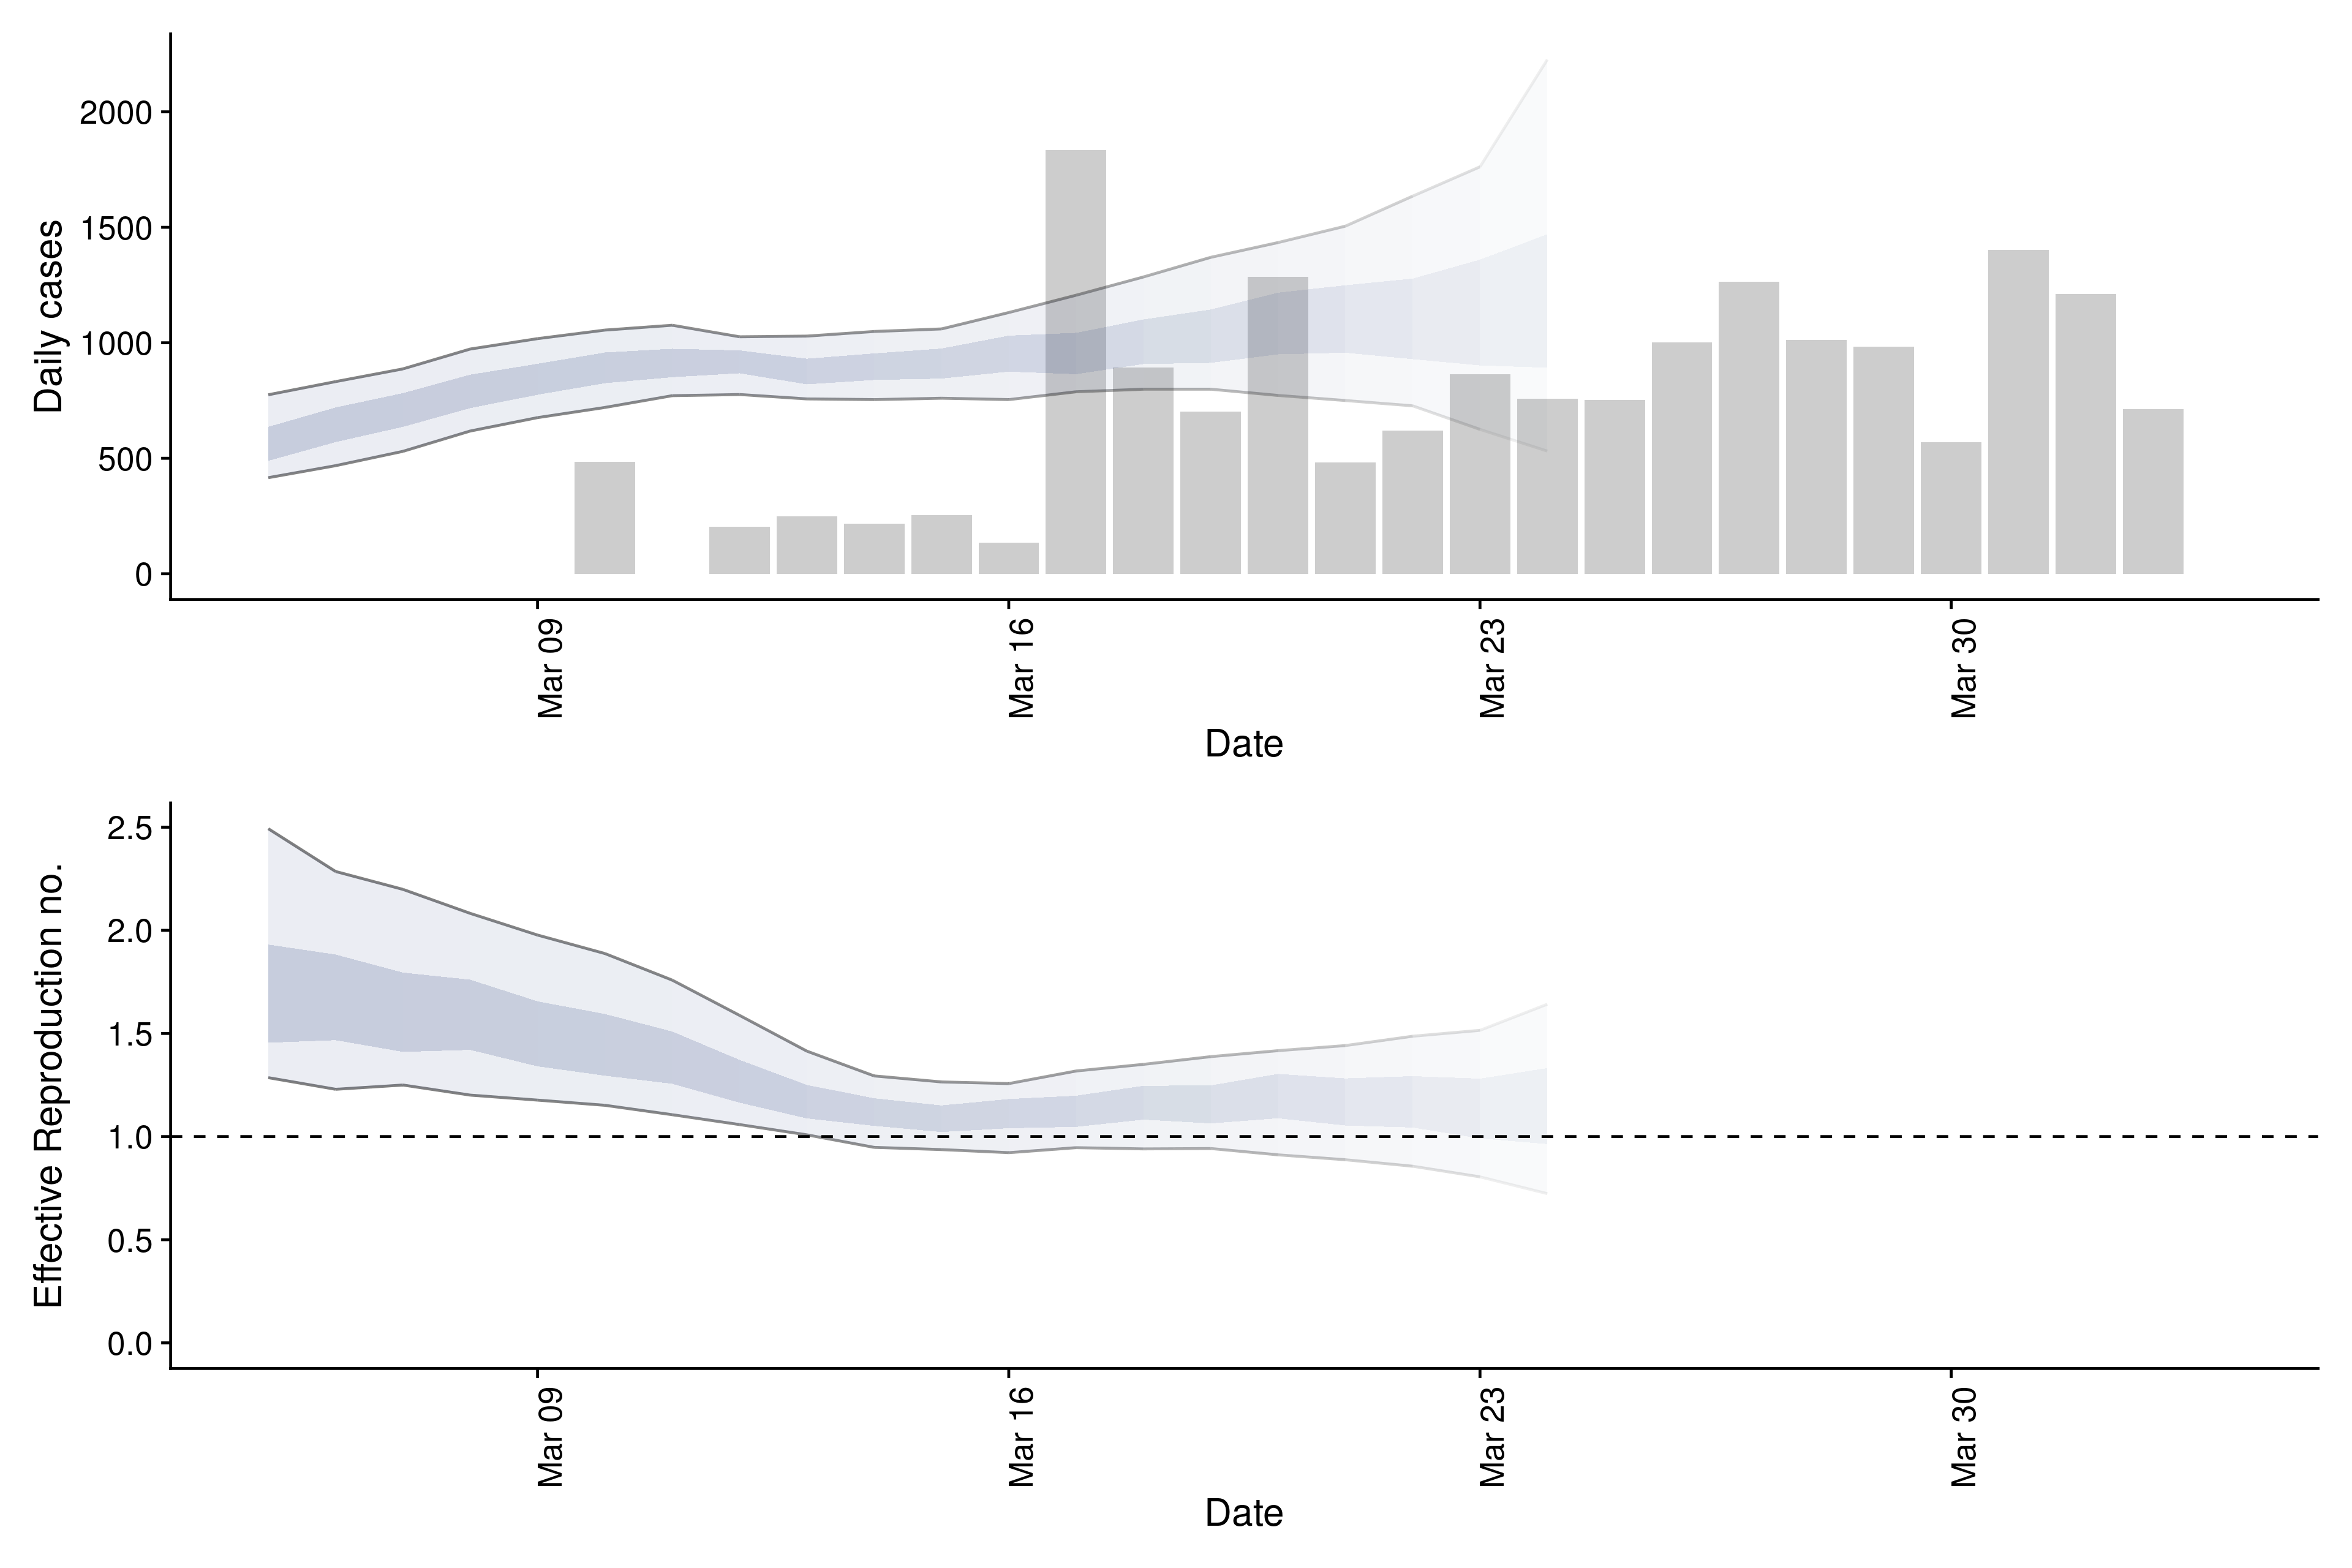 Daily cases
2000
1500
1000
500
0
Mar 09
Mar 16
Mar 23
Mar 30
Date
Effective Reproduction no.
2.5
2.0
1.5
1.0
0.5
0.0
Mar 09
Mar 16
Mar 23
Mar 30
Date